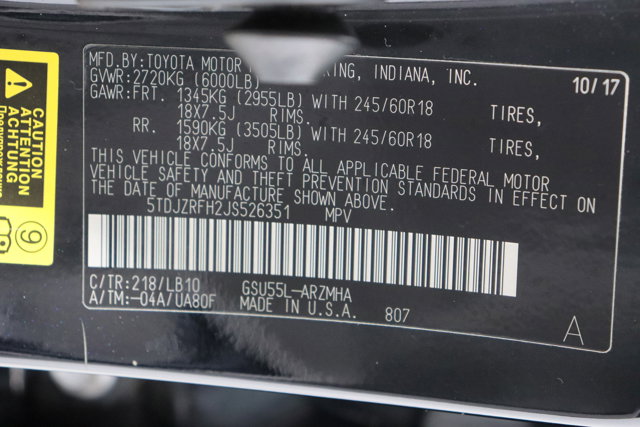 MFD. BY: TOYOTA MOTOR RING, INDIANA, INC.
GVWR: 2720KG (6000LB) 10/17
GAWR: FRT. 1345KG (2955LB) WITH 245/60R18 TIRES,
18X7.5J RIMS.
RR. 1590KG (3505LB) WITH 245/60R18 TIRES,
18X7.5J RIMS.
THIS VEHICLE CONFORMS TO ALL APPLICABLE FEDERAL MOTOR
VEHICLE SAFETY AND THEFT PREVENTION STANDARDS IN EFFECT ON
THE DATE OF MANUFACTURE SHOWN ABOVE.
5TDJZRFH2JS526351 MPV
C/TR: 218/LB10 GSU55L-ARZMHA
A/TM: -04A/UA80F MADE IN U.S.A. 807
A
CAUTION
ATTENTION
ACHTUNG
9